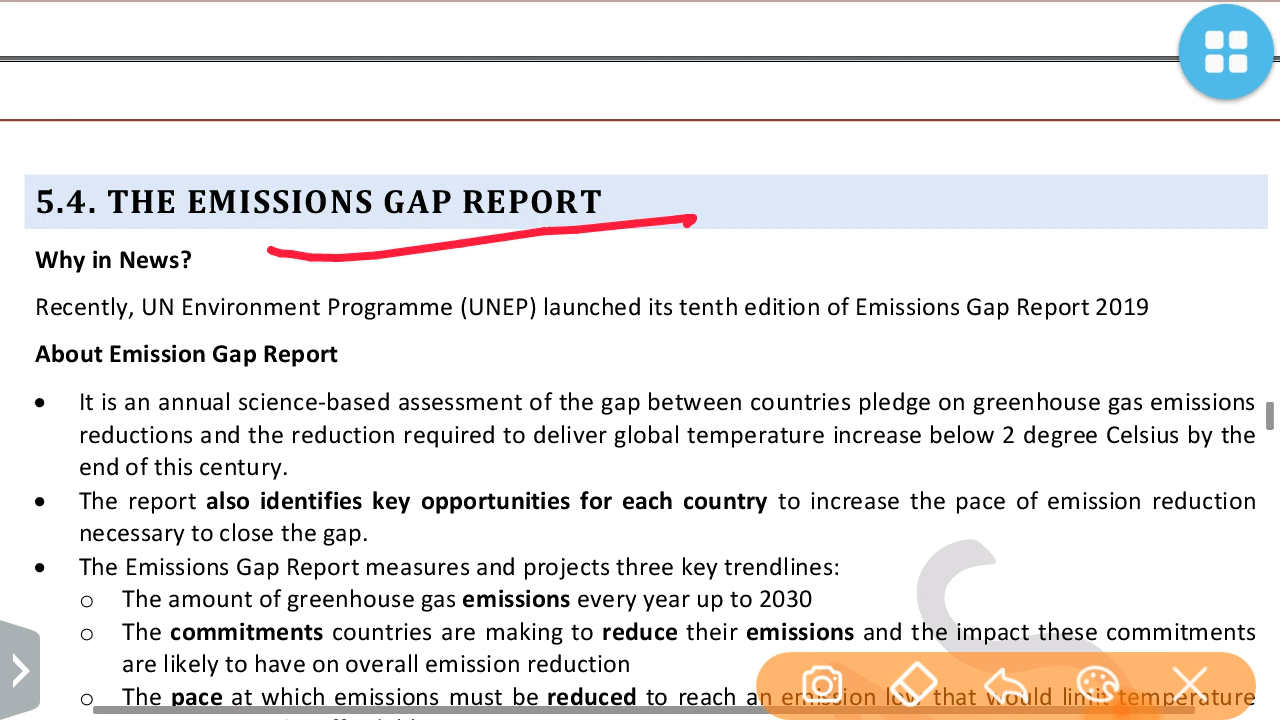 5.4. THE EMISSIONS GAP REPORT
Why in News?
Recently, UN Environment Programme (UNEP) launched its tenth edition of Emissions Gap Report 2019
About Emission Gap Report
• It is an annual science-based assessment of the gap between countries pledge on greenhouse gas emissions
reductions and the reduction required to deliver global temperature increase below 2 degree Celsius by the
end of this century.
• The report also identifies key opportunities for each country to increase the pace of emission reduction
necessary to close the gap.
• The Emissions Gap Report measures and projects three key trendlines:
o The amount of greenhouse gas emissions every year up to 2030
o The commitments countries are making to reduce their emissions and the impact these commitments
are likely to have on overall emission reduction
o The pace at which emissions must be reduced to reach an emission low that would limit temperature